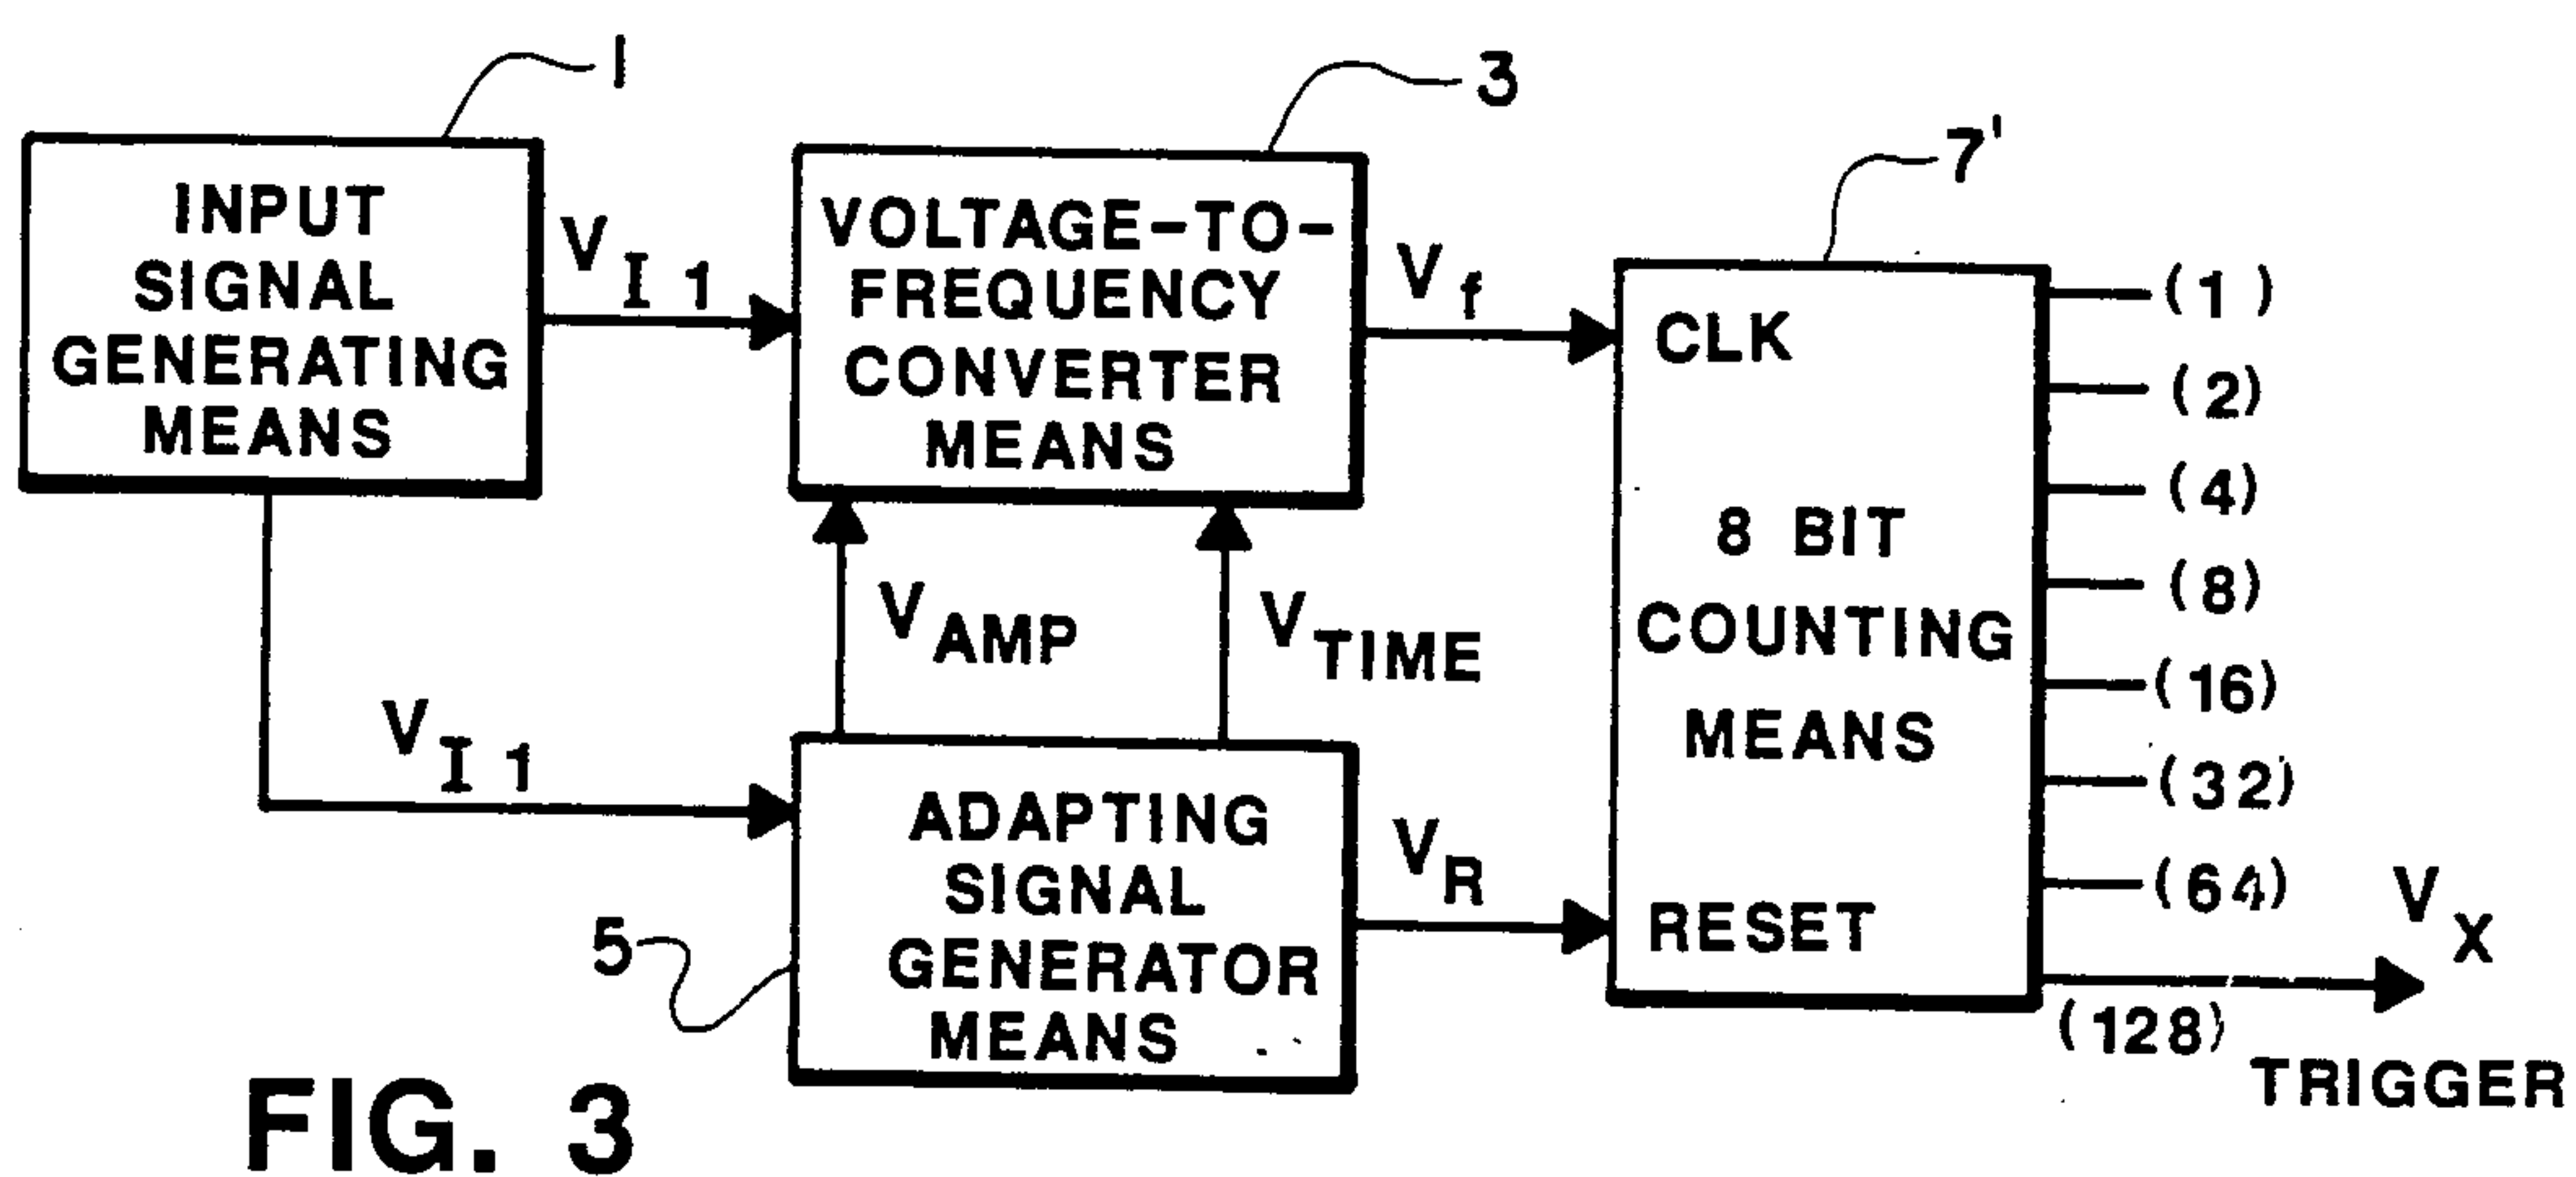 1
3
7'
INPUT
SIGNAL
GENERATING
MEANS
V I 1
VOLTAGE-TO-
FREQUENCY
CONVERTER
MEANS
V f
CLK
8 BIT
COUNTING
MEANS
RESET
(1)
(2)
(4)
(8)
(16)
(32)
(64)
(128)
V X
TRIGGER
V AMP
V TIME
V I 1
ADAPTING
SIGNAL
GENERATOR
MEANS
V R
5
FIG. 3